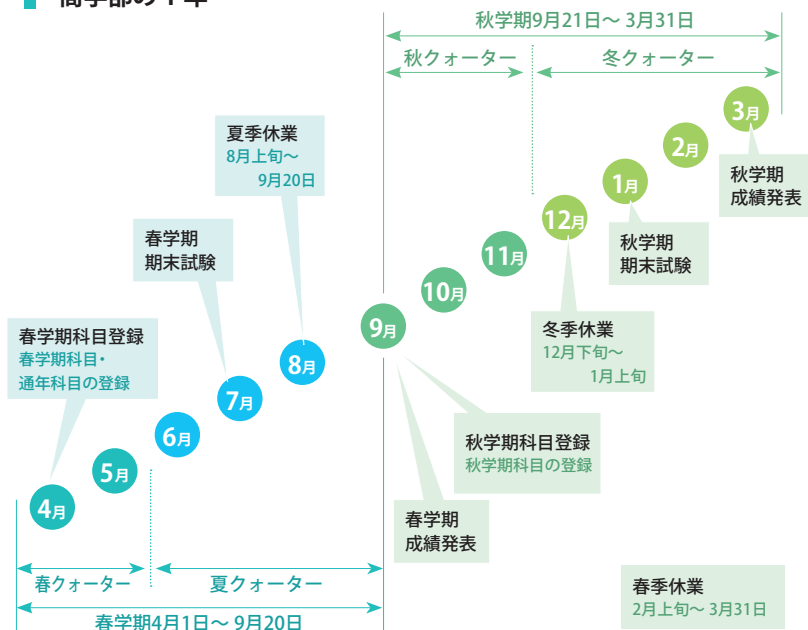 商学部の1年
秋学期9月21日～ 3月31日
秋クォーター
冬クォーター
3月
2月
1月
12月
11月
10月
9月
8月
7月
6月
5月
4月
秋学期
成績発表
秋学期
期末試験
冬季休業
12月下旬～
1月上旬
夏季休業
8月上旬～
9月20日
春学期
期末試験
春学期科目登録
春学期科目・
通年科目の登録
秋学期科目登録
秋学期科目の登録
春学期
成績発表
春クォーター
夏クォーター
春学期4月1日～ 9月20日
春季休業
2月上旬～ 3月31日